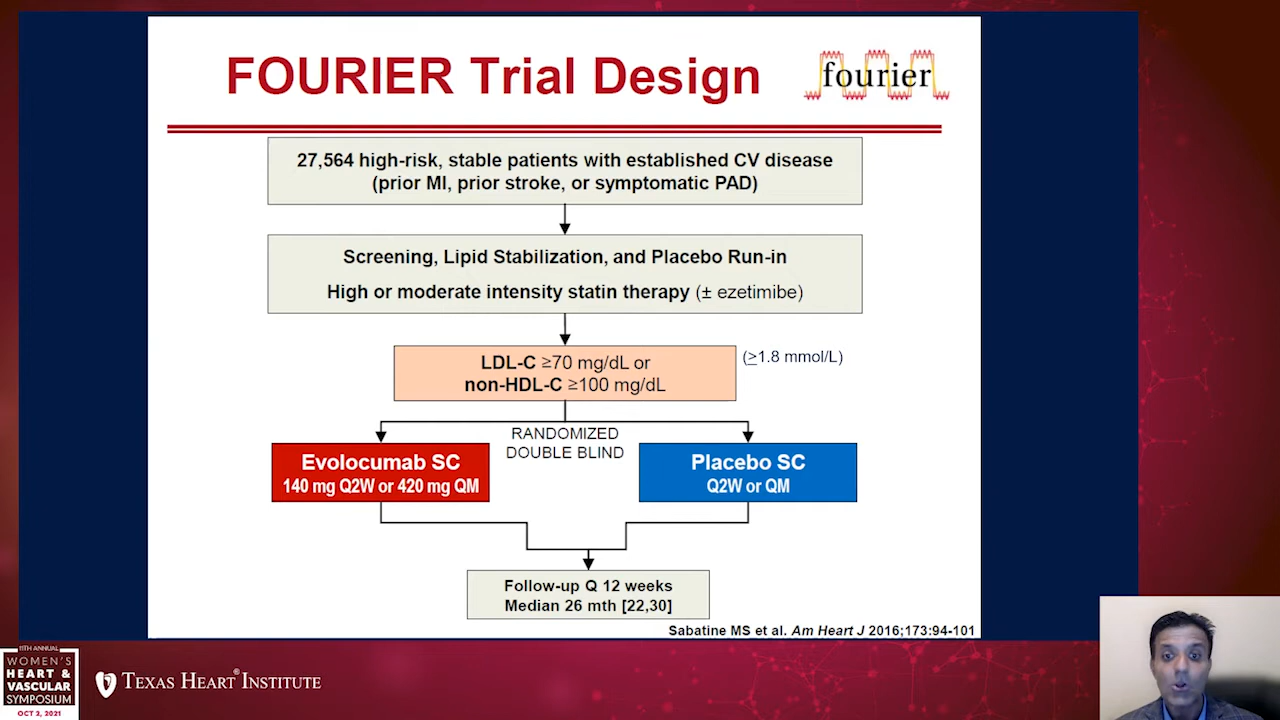 FOURIER Trial Design
fourier
27,564 high-risk, stable patients with established CV disease
(prior MI, prior stroke, or symptomatic PAD)
Screening, Lipid Stabilization, and Placebo Run-in
High or moderate intensity statin therapy (± ezetimibe)
LDL-C ≥70 mg/dL or
non-HDL-C ≥100 mg/dL
(≥1.8 mmol/L)
RANDOMIZED
DOUBLE BLIND
Evolocumab SC
140 mg Q2W or 420 mg QM
Placebo SC
Q2W or QM
Follow-up Q 12 weeks
Median 26 mth [22,30]
Sabatine MS et al. Am Heart J 2016;173:94-101
11TH ANNUAL
WOMEN'S
HEART &
VASCULAR
SYMPOSIUM
OCT 2, 2021
TEXAS HEART® INSTITUTE